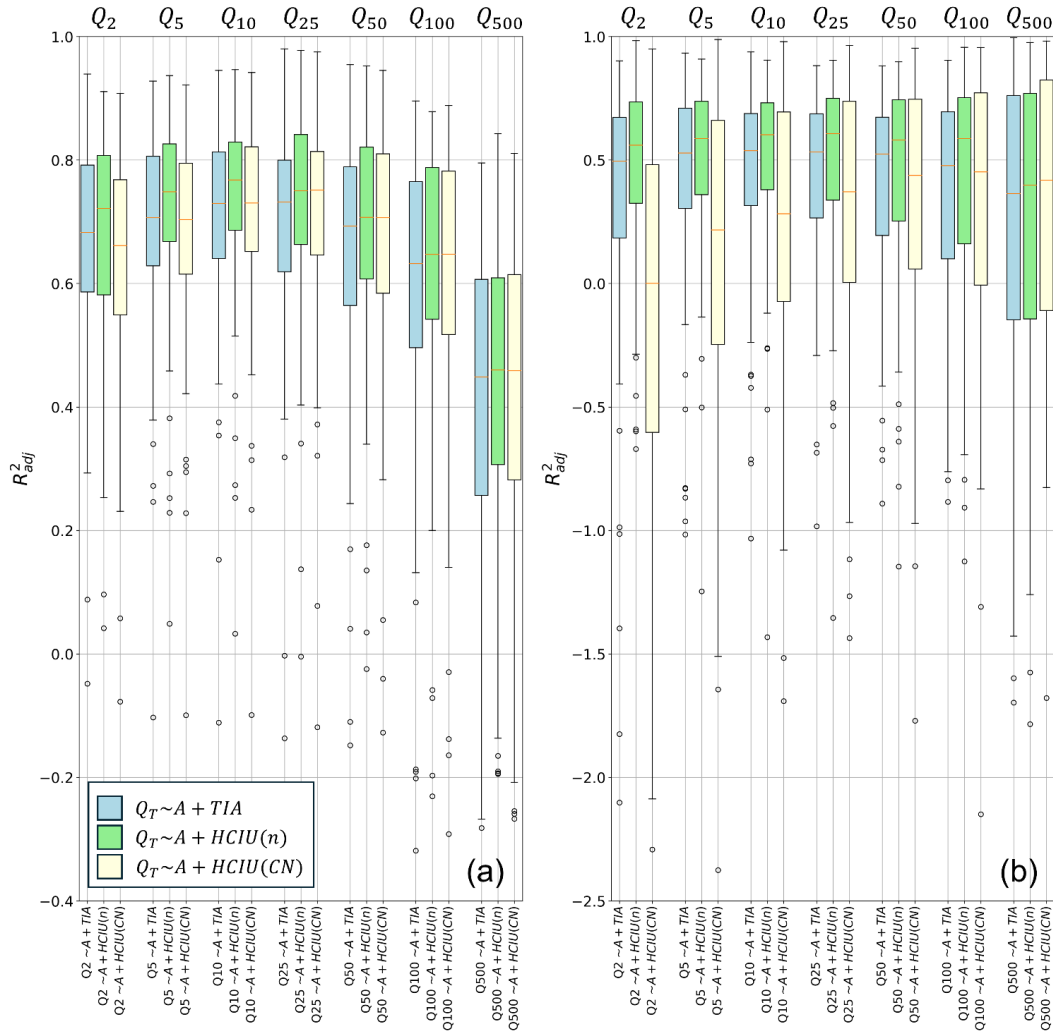 Q₂ Q₅ Q₁₀ Q₂₅ Q₅₀ Q₁₀₀ Q₅₀₀
1.0
0.8
0.6
0.4
0.2
0.0
−0.2
−0.4
R²adj
Q_T~A + TIA
Q_T~A + HCIU(n)
Q_T~A + HCIU(CN)
(a)
Q2 ~A + TIA
Q2 ~A + HCIU(n)
Q2 ~A + HCIU(CN)
Q5 ~A + TIA
Q5 ~A + HCIU(n)
Q5 ~A + HCIU(CN)
Q10 ~A + TIA
Q10 ~A + HCIU(n)
Q10 ~A + HCIU(CN)
Q25 ~A + TIA
Q25 ~A + HCIU(n)
Q25 ~A + HCIU(CN)
Q50 ~A + TIA
Q50 ~A + HCIU(n)
Q50 ~A + HCIU(CN)
Q100 ~A + TIA
Q100 ~A + HCIU(n)
Q100 ~A + HCIU(CN)
Q500 ~A + TIA
Q500 ~A + HCIU(n)
Q500 ~A + HCIU(CN)
Q₂ Q₅ Q₁₀ Q₂₅ Q₅₀ Q₁₀₀ Q₅₀₀
1.0
0.5
0.0
−0.5
−1.0
−1.5
−2.0
−2.5
R²adj
(b)
Q2 ~A + TIA
Q2 ~A + HCIU(n)
Q2 ~A + HCIU(CN)
Q5 ~A + TIA
Q5 ~A + HCIU(n)
Q5 ~A + HCIU(CN)
Q10 ~A + TIA
Q10 ~A + HCIU(n)
Q10 ~A + HCIU(CN)
Q25 ~A + TIA
Q25 ~A + HCIU(n)
Q25 ~A + HCIU(CN)
Q50 ~A + TIA
Q50 ~A + HCIU(n)
Q50 ~A + HCIU(CN)
Q100 ~A + TIA
Q100 ~A + HCIU(n)
Q100 ~A + HCIU(CN)
Q500 ~A + TIA
Q500 ~A + HCIU(n)
Q500 ~A + HCIU(CN)